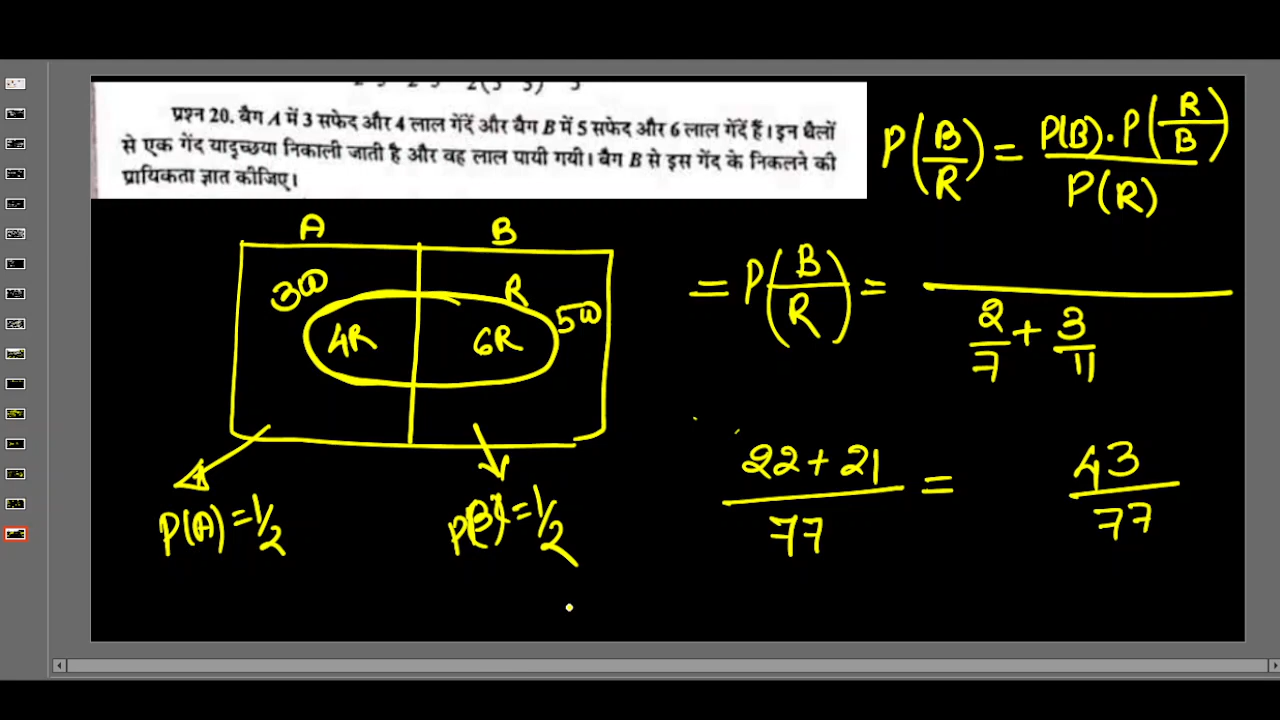 प्रश्न 20. बैग A में 3 सफेद और 4 लाल गेंदें और बैग B में 5 सफेद और 6 लाल गेंदें हैं। इन थैलों
से एक गेंद यादृच्छया निकाली जाती है और वह लाल पायी गयी। बैग B से इस गेंद के निकलने की
प्रायिकता ज्ञात कीजिए।
P(B/R) = P(B).P(R/B) / P(R)
A B
3W R
4R 6R 5W
= P(B/R) =
2/7 + 3/11
22 + 21 / 77 = 43 / 77
P(A) = 1/2 P(B) = 1/2